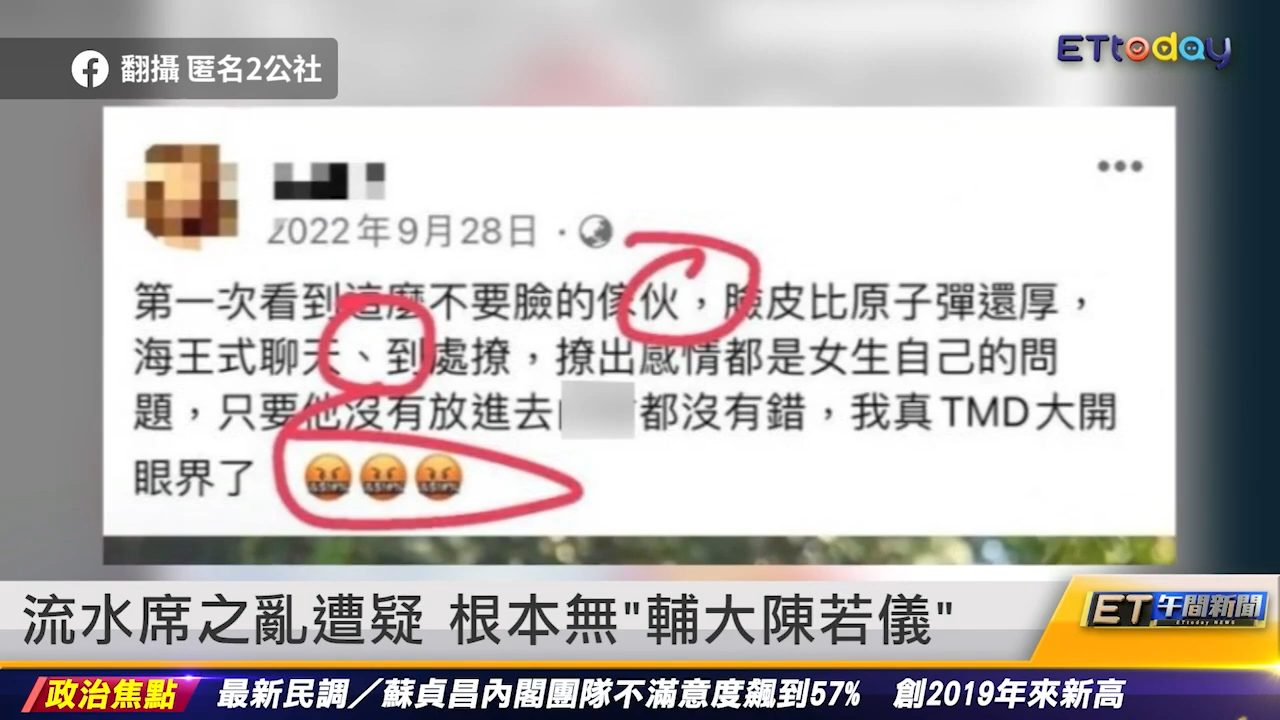 翻攝 匿名2公社
ETtoday
2022年9月28日
第一次看到這麼不要臉的傢伙，臉皮比原子彈還厚，
海王式聊天、到處撩，撩出感情都是女生自己的問
題，只要他沒有放進去 都沒有錯，我真TMD大開
眼界了
流水席之亂遭疑 根本無"輔大陳若儀"
ET午間新聞
ETtoday NEWS
政治焦點 最新民調／蘇貞昌內閣團隊不滿意度飆到57% 創2019年來新高